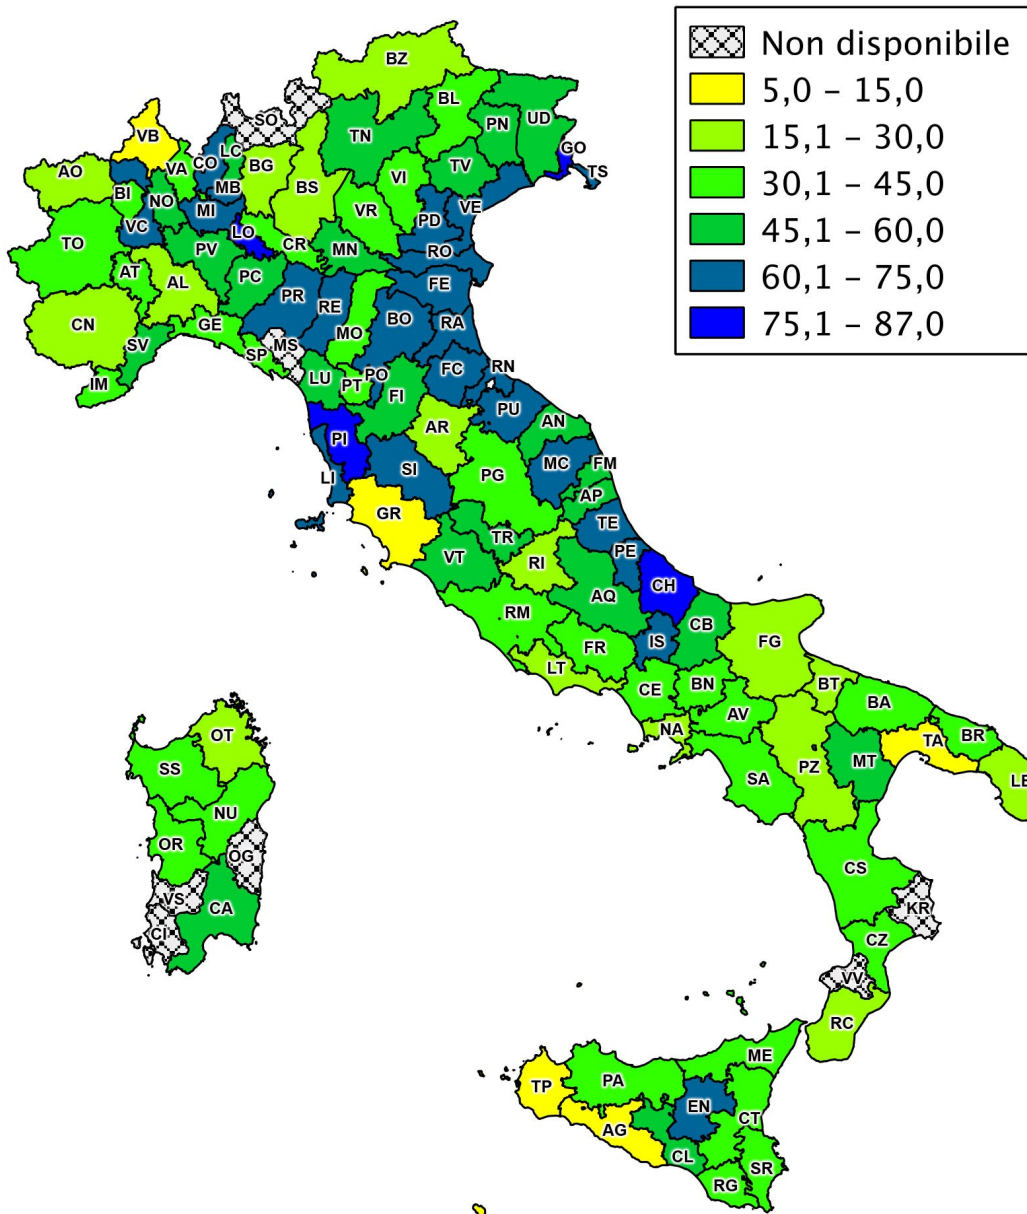 Non disponibile
5,0 – 15,0
15,1 – 30,0
30,1 – 45,0
45,1 – 60,0
60,1 – 75,0
75,1 – 87,0
BZ
BL
SO
TN
PN
UD
VB
LC
GO
CO
VA
BG
TV
AO
BS
VI
TS
MB
BI
NO
VE
MI
VR
PD
VC
LO
TO
CR
PV
MN
RO
AT
PC
AL
FE
PR
RE
BO
CN
GE
RA
MO
SV
MS
SP
RN
FC
PO
LU
PT
IM
FI
PU
AN
AR
PI
MC
FM
SI
PG
LI
AP
GR
TE
TR
PE
VT
RI
CH
AQ
RM
CB
IS
FG
FR
LT
BN
BT
CE
BA
AV
NA
OT
BR
TA
MT
PZ
SS
SA
LE
NU
OR
OG
CS
VS
CA
KR
CI
CZ
VV
RC
ME
PA
TP
EN
CT
AG
CL
SR
RG